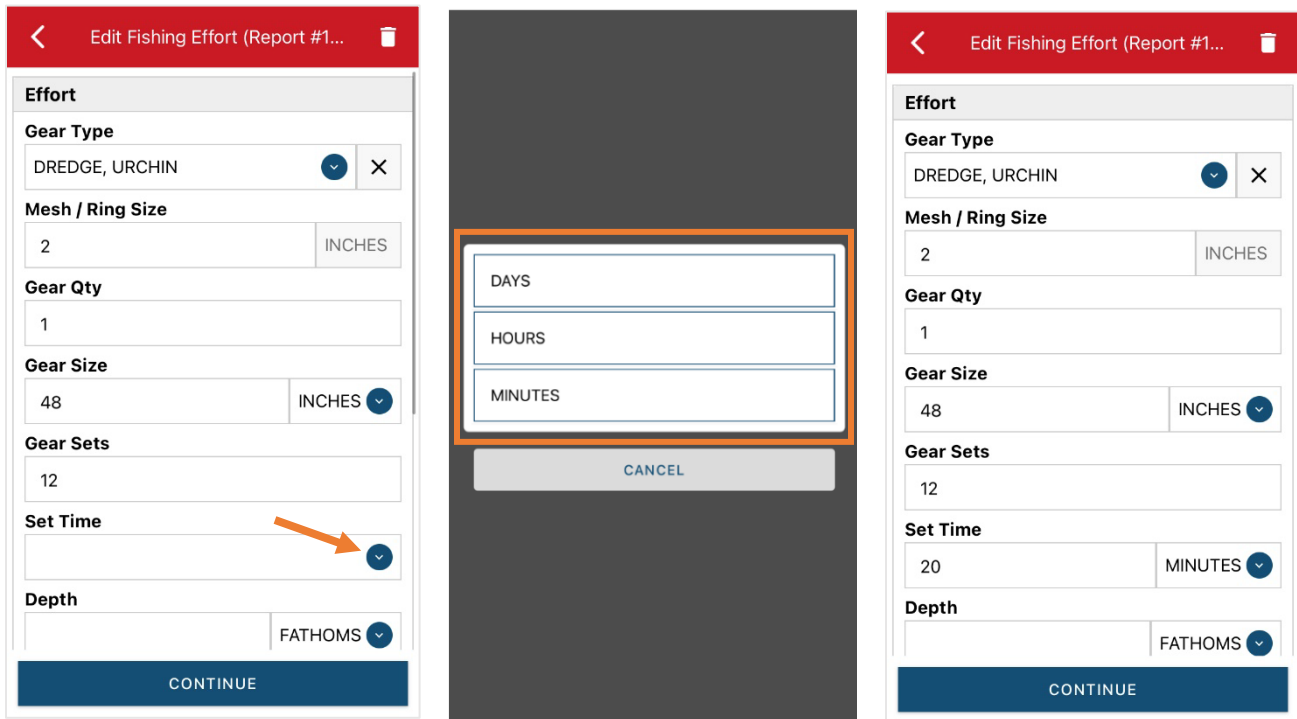 Edit Fishing Effort (Report #1...
Effort
Gear Type
DREDGE, URCHIN
Mesh / Ring Size
2 INCHES
Gear Qty
1
Gear Size
48 INCHES
Gear Sets
12
Set Time
Depth
FATHOMS
CONTINUE
DAYS
HOURS
MINUTES
CANCEL
Edit Fishing Effort (Report #1...
Effort
Gear Type
DREDGE, URCHIN
Mesh / Ring Size
2 INCHES
Gear Qty
1
Gear Size
48 INCHES
Gear Sets
12
Set Time
20 MINUTES
Depth
FATHOMS
CONTINUE